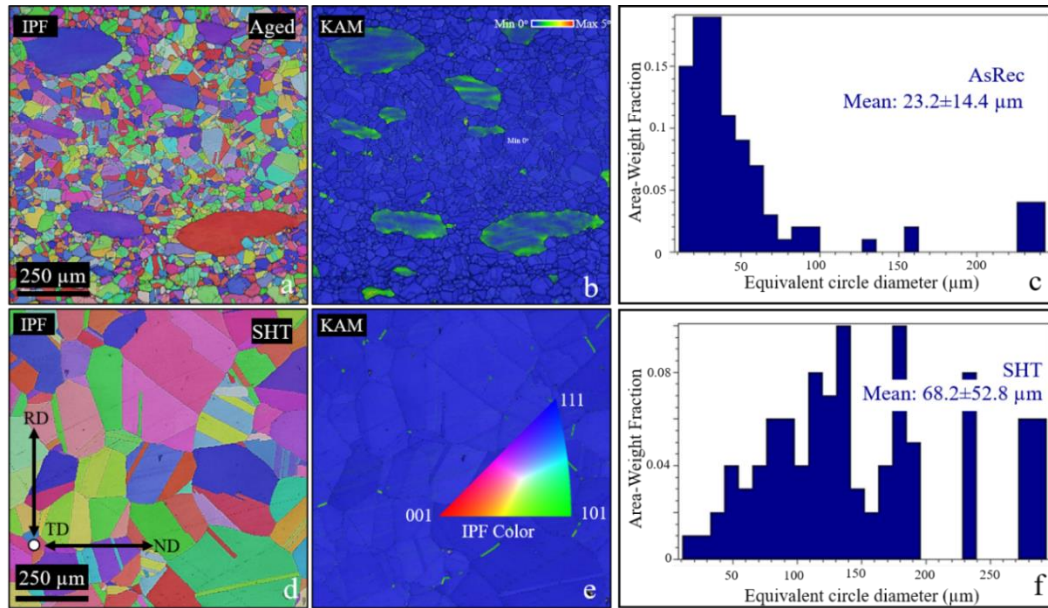 IPF
Aged
250 µm
a
KAM
Min 0°
Max 5°
Min 0°
b
Area-Weight Fraction
0.15
0.1
0.05
0
50
100
150
200
AsRec
Mean: 23.2±14.4 µm
Equivalent circle diameter (µm)
c
IPF
SHT
RD
TD
ND
250 µm
d
KAM
111
001
101
IPF Color
e
Area-Weight Fraction
0.08
0.04
0
50
100
150
200
250
SHT
Mean: 68.2±52.8 µm
Equivalent circle diameter (µm)
f